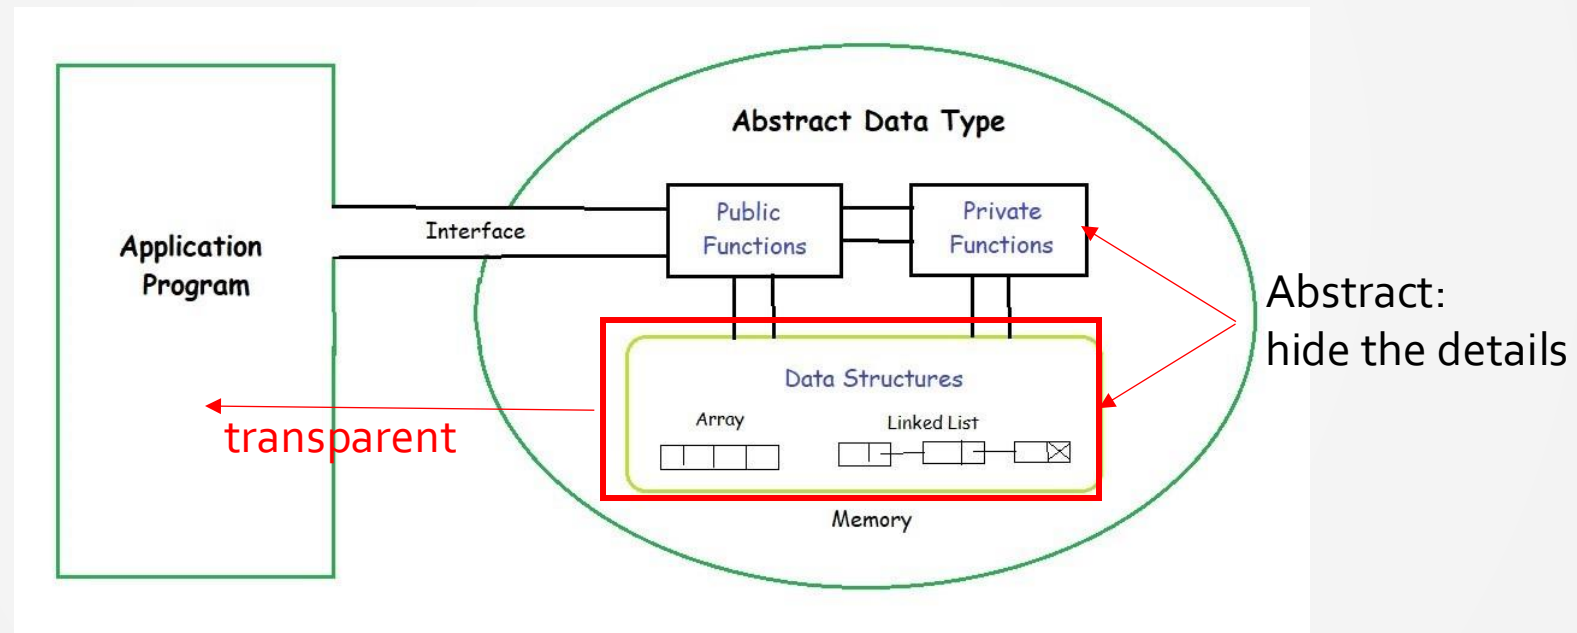 Abstract Data Type
Public
Functions
Private
Functions
Interface
Application
Program
Abstract:
hide the details
Data Structures
Array
Linked List
transparent
Memory